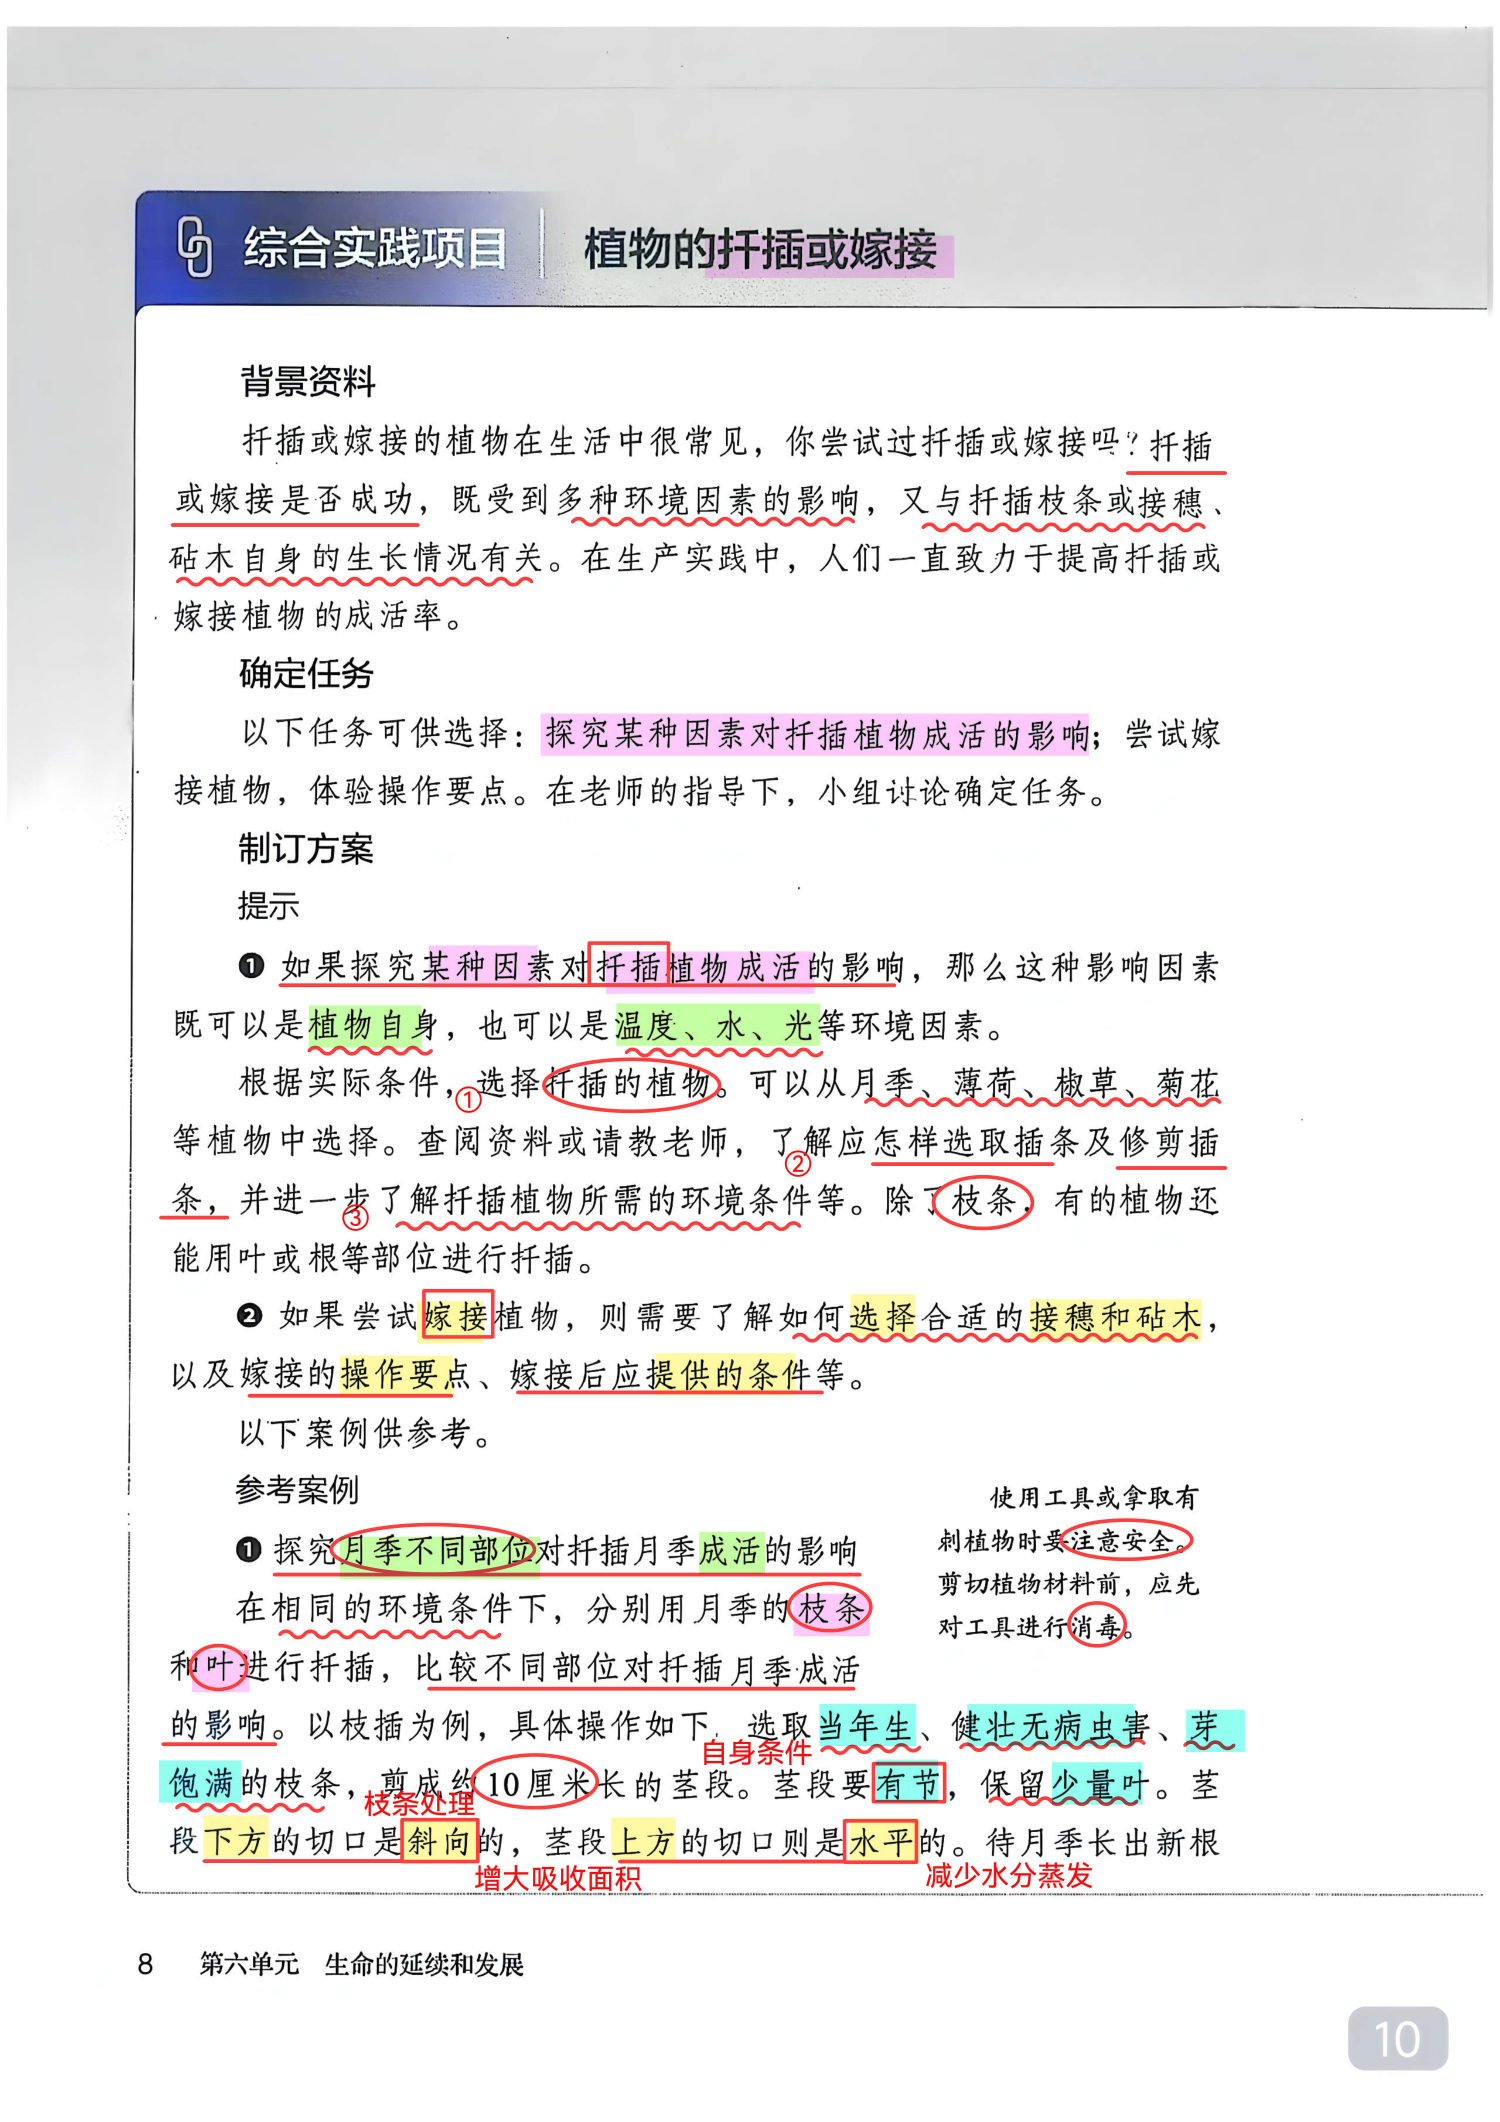 综合实践项目 植物的扦插或嫁接
背景资料
扦插或嫁接的植物在生活中很常见，你尝试过扦插或嫁接吗？扦插
或嫁接是否成功，既受到多种环境因素的影响，又与扦插枝条或接穗、
砧木自身的生长情况有关。在生产实践中，人们一直致力于提高扦插或
嫁接植物的成活率。
确定任务
以下任务可供选择：探究某种因素对扦插植物成活的影响；尝试嫁
接植物，体验操作要点。在老师的指导下，小组讨论确定任务。
制订方案
提示
❶ 如果探究某种因素对扦插植物成活的影响，那么这种影响因素
既可以是植物自身，也可以是温度、水、光等环境因素。
根据实际条件，选择扦插的植物。可以从月季、薄荷、椒草、菊花
①
等植物中选择。查阅资料或请教老师，了解应怎样选取插条及修剪插
②
条，并进一步了解扦插植物所需的环境条件等。除了枝条，有的植物还
③
能用叶或根等部位进行扦插。
❷ 如果尝试嫁接植物，则需要了解如何选择合适的接穗和砧木，
以及嫁接的操作要点、嫁接后应提供的条件等。
以下案例供参考。
参考案例
❶ 探究月季不同部位对扦插月季成活的影响
在相同的环境条件下，分别用月季的枝条
和叶进行扦插，比较不同部位对扦插月季成活
的影响。以枝插为例，具体操作如下，选取当年生、健壮无病虫害、芽
自身条件
饱满的枝条，剪成约10厘米长的茎段。茎段要有节，保留少量叶。茎
枝条处理
段下方的切口是斜向的，茎段上方的切口则是水平的。待月季长出新根
增大吸收面积
减少水分蒸发
使用工具或拿取有
刺植物时要注意安全。
剪切植物材料前，应先
对工具进行消毒。
8 第六单元 生命的延续和发展
10